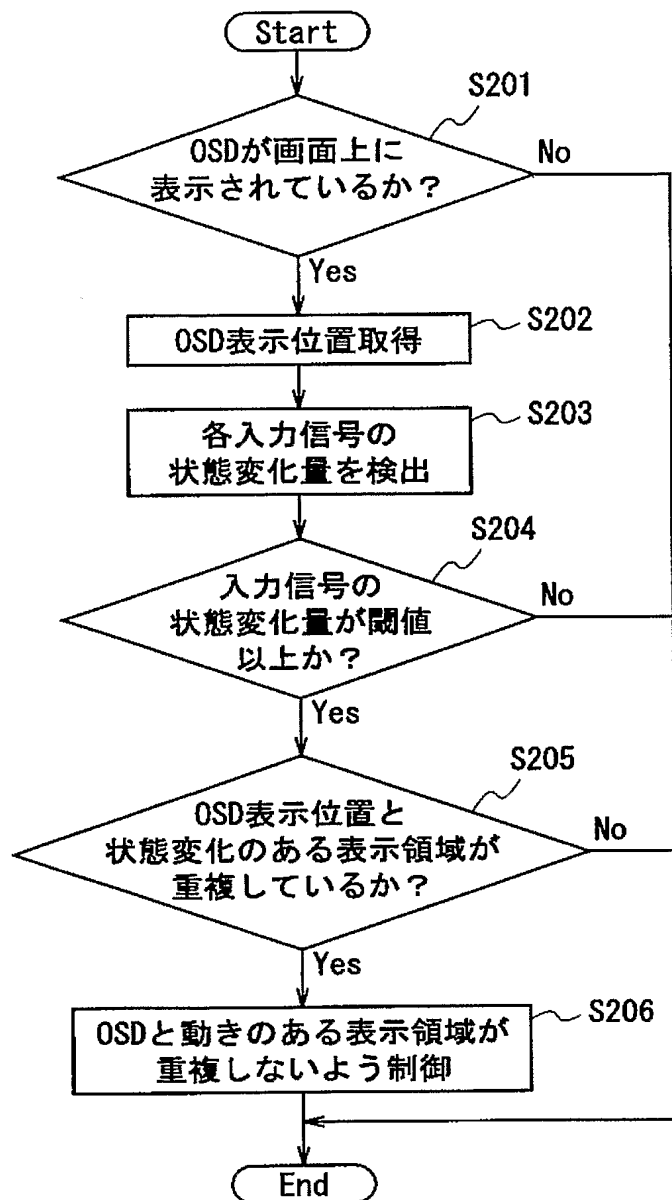 Start
S201
OSDが画面上に
表示されているか？
No
Yes
S202
OSD表示位置取得
S203
各入力信号の
状態変化量を検出
S204
入力信号の
状態変化量が閾値
以上か？
No
Yes
S205
OSD表示位置と
状態変化のある表示領域が
重複しているか？
No
Yes
S206
OSDと動きのある表示領域が
重複しないよう制御
End